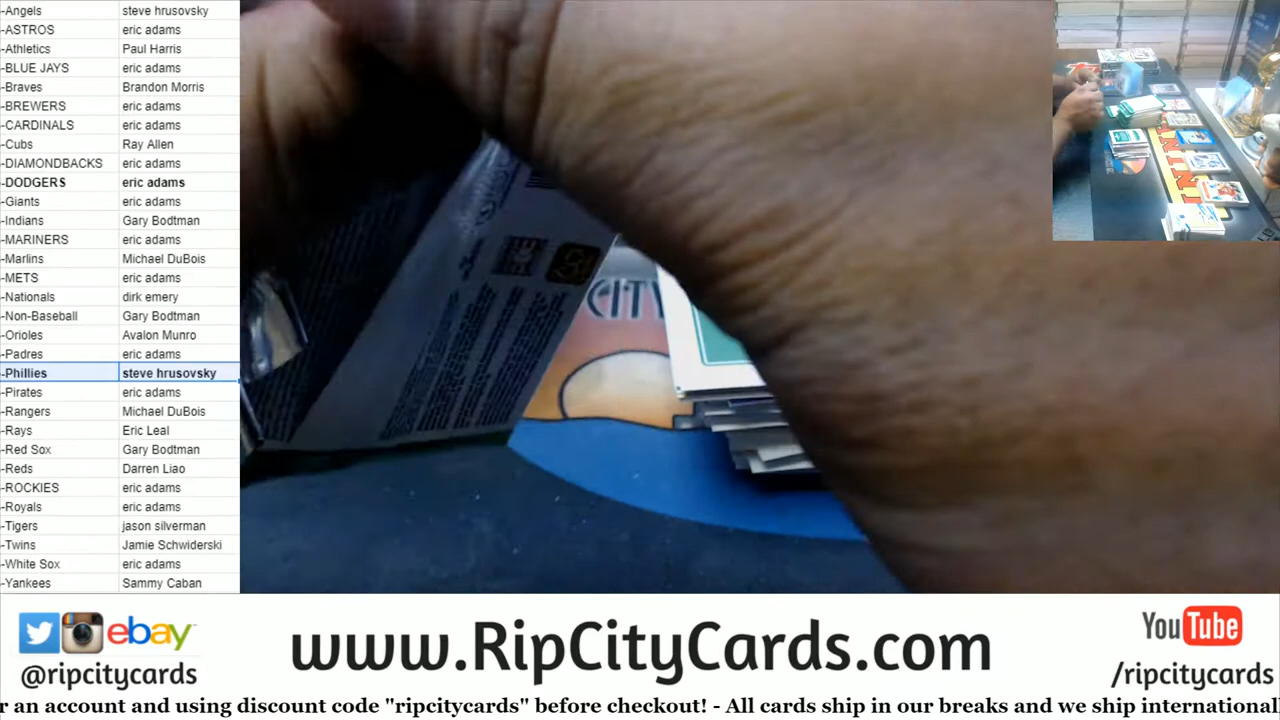 -Angels steve hrusovsky
-ASTROS eric adams
-Athletics Paul Harris
-BLUE JAYS eric adams
-Braves Brandon Morris
-BREWERS eric adams
-CARDINALS eric adams
-Cubs Ray Allen
-DIAMONDBACKS eric adams
-DODGERS eric adams
-Giants eric adams
-Indians Gary Bodtman
-MARINERS eric adams
-Marlins Michael DuBois
-METS eric adams
-Nationals dirk emery
-Non-Baseball Gary Bodtman
-Orioles Avalon Munro
-Padres eric adams
-Phillies steve hrusovsky
-Pirates eric adams
-Rangers Michael DuBois
-Rays Eric Leal
-Red Sox Gary Bodtman
-Reds Darren Liao
-ROCKIES eric adams
-Royals eric adams
-Tigers jason silverman
-Twins Jamie Schwiderski
-White Sox eric adams
-Yankees Sammy Caban
CITY
ebay
@ripcitycards
www.RipCityCards.com
YouTube
/ripcitycards
r an account and using discount code "ripcitycards" before checkout! - All cards ship in our breaks and we ship international